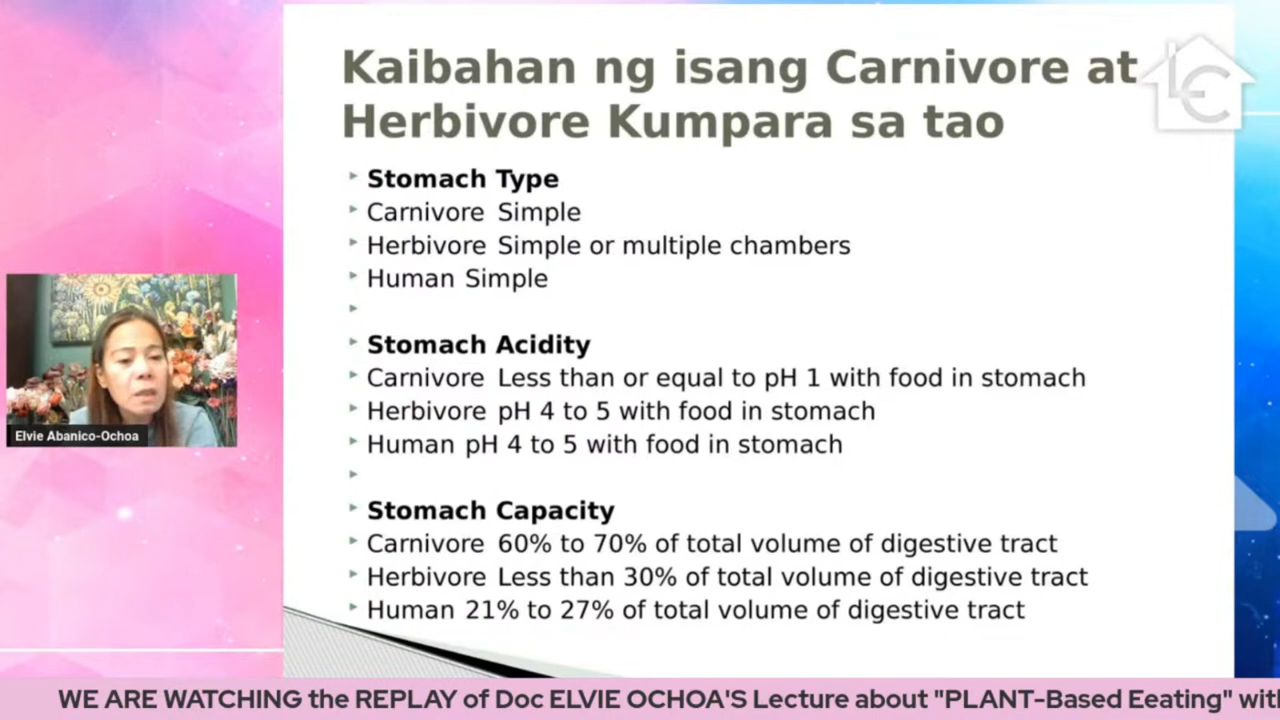 Kaibahan ng isang Carnivore at
Herbivore Kumpara sa tao
LEC
Stomach Type
Carnivore Simple
Herbivore Simple or multiple chambers
Human Simple
Stomach Acidity
Carnivore Less than or equal to pH 1 with food in stomach
Herbivore pH 4 to 5 with food in stomach
Human pH 4 to 5 with food in stomach
Stomach Capacity
Carnivore 60% to 70% of total volume of digestive tract
Herbivore Less than 30% of total volume of digestive tract
Human 21% to 27% of total volume of digestive tract
Elvie Abanico-Ochoa
WE ARE WATCHING the REPLAY of Doc ELVIE OCHOA'S Lecture about "PLANT-Based Eeating" with